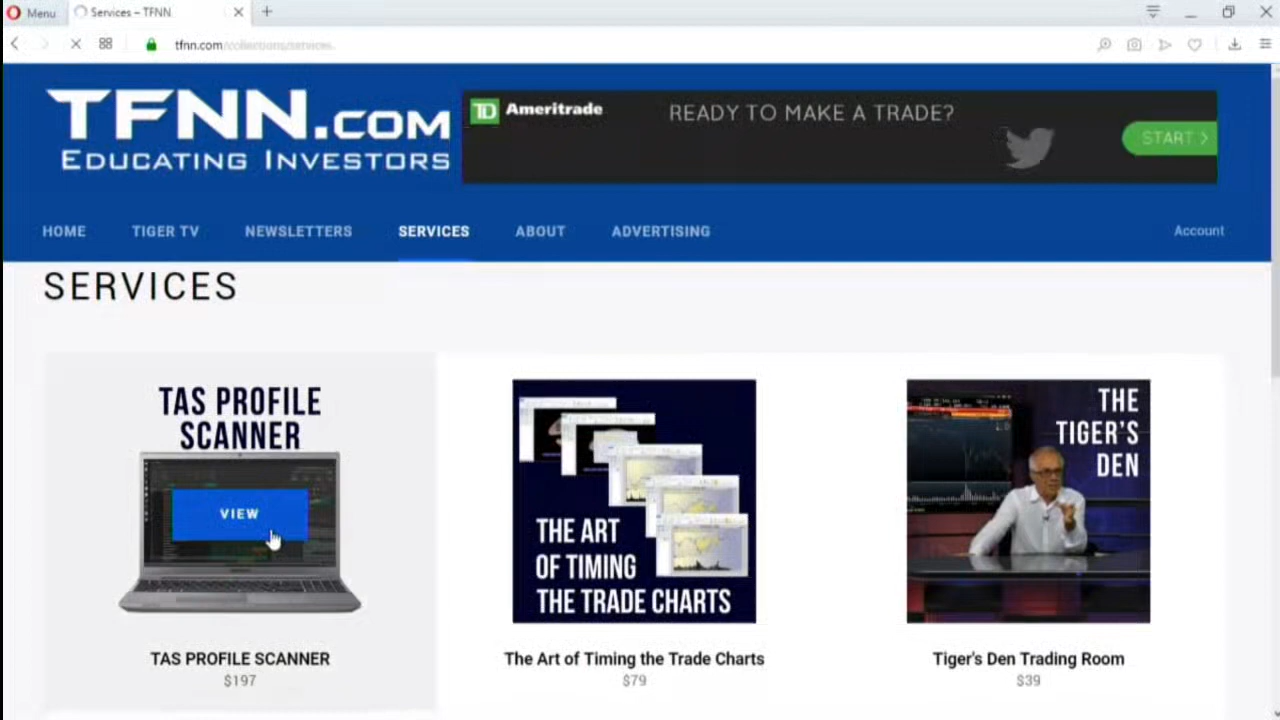 Menu
Services – TFNN
tfnn.com/collections/services
TFNN.COM
EDUCATING INVESTORS
TD Ameritrade
READY TO MAKE A TRADE?
START >
HOME
TIGER TV
NEWSLETTERS
SERVICES
ABOUT
ADVERTISING
Account
SERVICES
TAS PROFILE
SCANNER
VIEW
TAS PROFILE SCANNER
$197
THE ART
OF TIMING
THE TRADE CHARTS
The Art of Timing the Trade Charts
$79
THE
TIGER'S
DEN
Tiger's Den Trading Room
$39